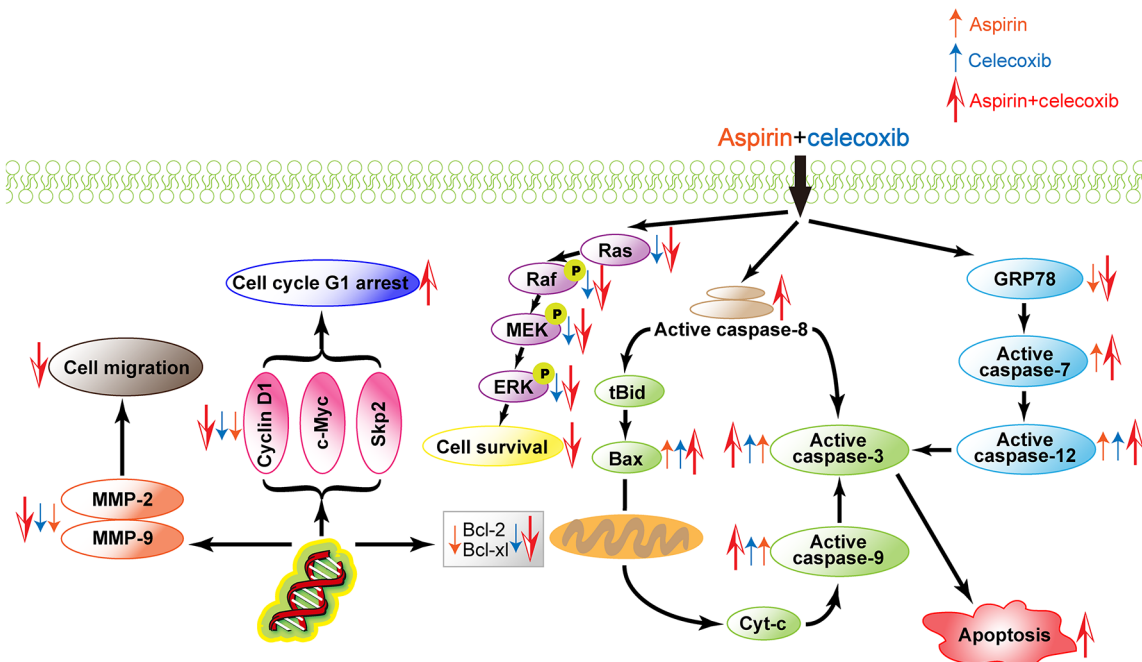 Aspirin
Celecoxib
Aspirin+celecoxib
Aspirin+celecoxib
Ras
Raf
P
MEK
P
ERK
P
Cell survival
Cell cycle G1 arrest
Cell migration
Cyclin D1
c-Myc
Skp2
MMP-2
MMP-9
Bcl-2
Bcl-xl
Active caspase-8
tBid
Bax
Cyt-c
GRP78
Active
caspase-7
Active
caspase-12
Active
caspase-3
Active
caspase-9
Apoptosis